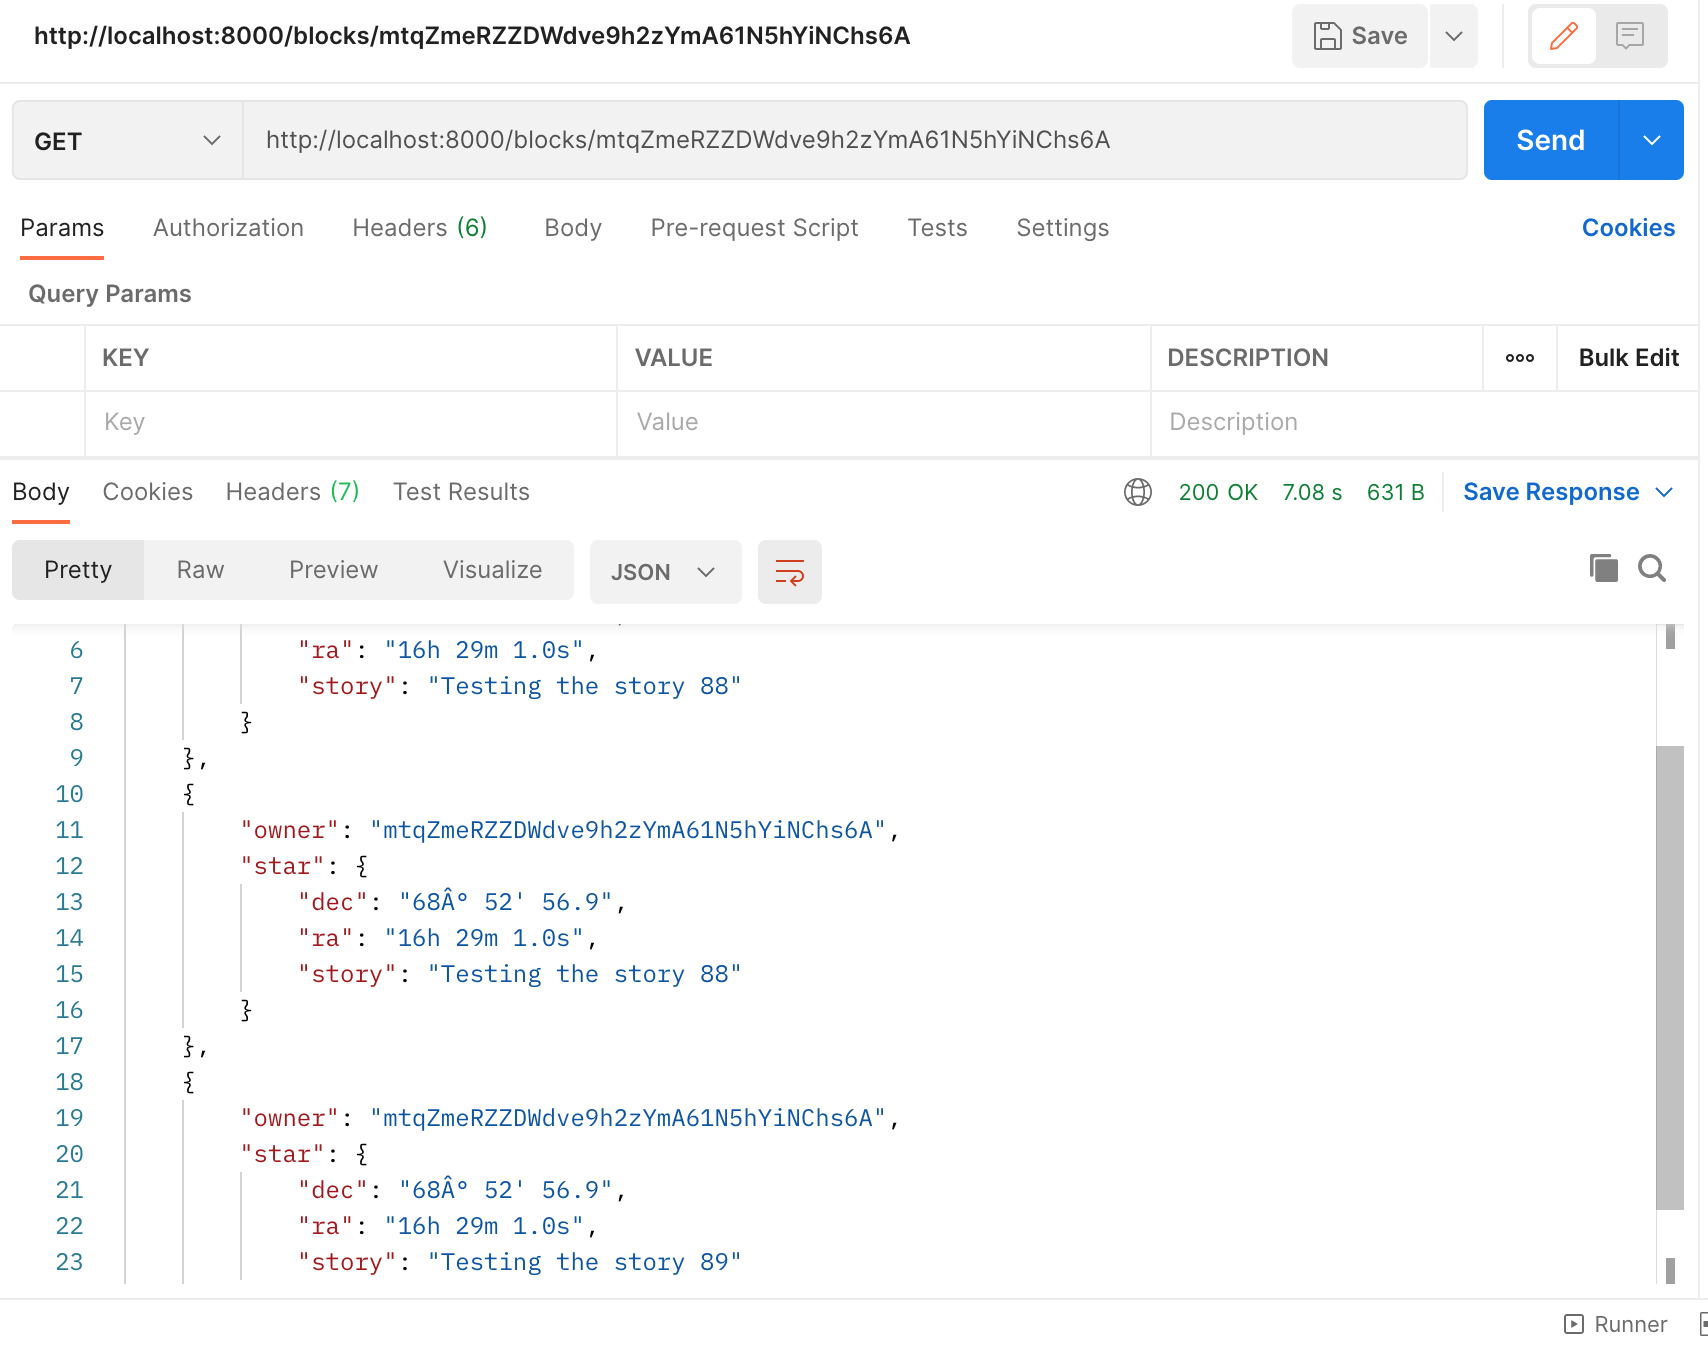 http://localhost:8000/blocks/mtqZmeRZZDWdve9h2zYmA61N5hYiNChs6A
Save
GET
http://localhost:8000/blocks/mtqZmeRZZDWdve9h2zYmA61N5hYiNChs6A
Send
Params Authorization Headers (6) Body Pre-request Script Tests Settings Cookies
Query Params
KEY VALUE DESCRIPTION ooo Bulk Edit
Key Value Description
Body Cookies Headers (7) Test Results 200 OK 7.08 s 631 B Save Response
Pretty Raw Preview Visualize JSON
6 "ra": "16h 29m 1.0s",
7 "story": "Testing the story 88"
8 }
9 },
10 {
11 "owner": "mtqZmeRZZDWdve9h2zYmA61N5hYiNChs6A",
12 "star": {
13 "dec": "68Â° 52' 56.9",
14 "ra": "16h 29m 1.0s",
15 "story": "Testing the story 88"
16 }
17 },
18 {
19 "owner": "mtqZmeRZZDWdve9h2zYmA61N5hYiNChs6A",
20 "star": {
21 "dec": "68Â° 52' 56.9",
22 "ra": "16h 29m 1.0s",
23 "story": "Testing the story 89"
Runner